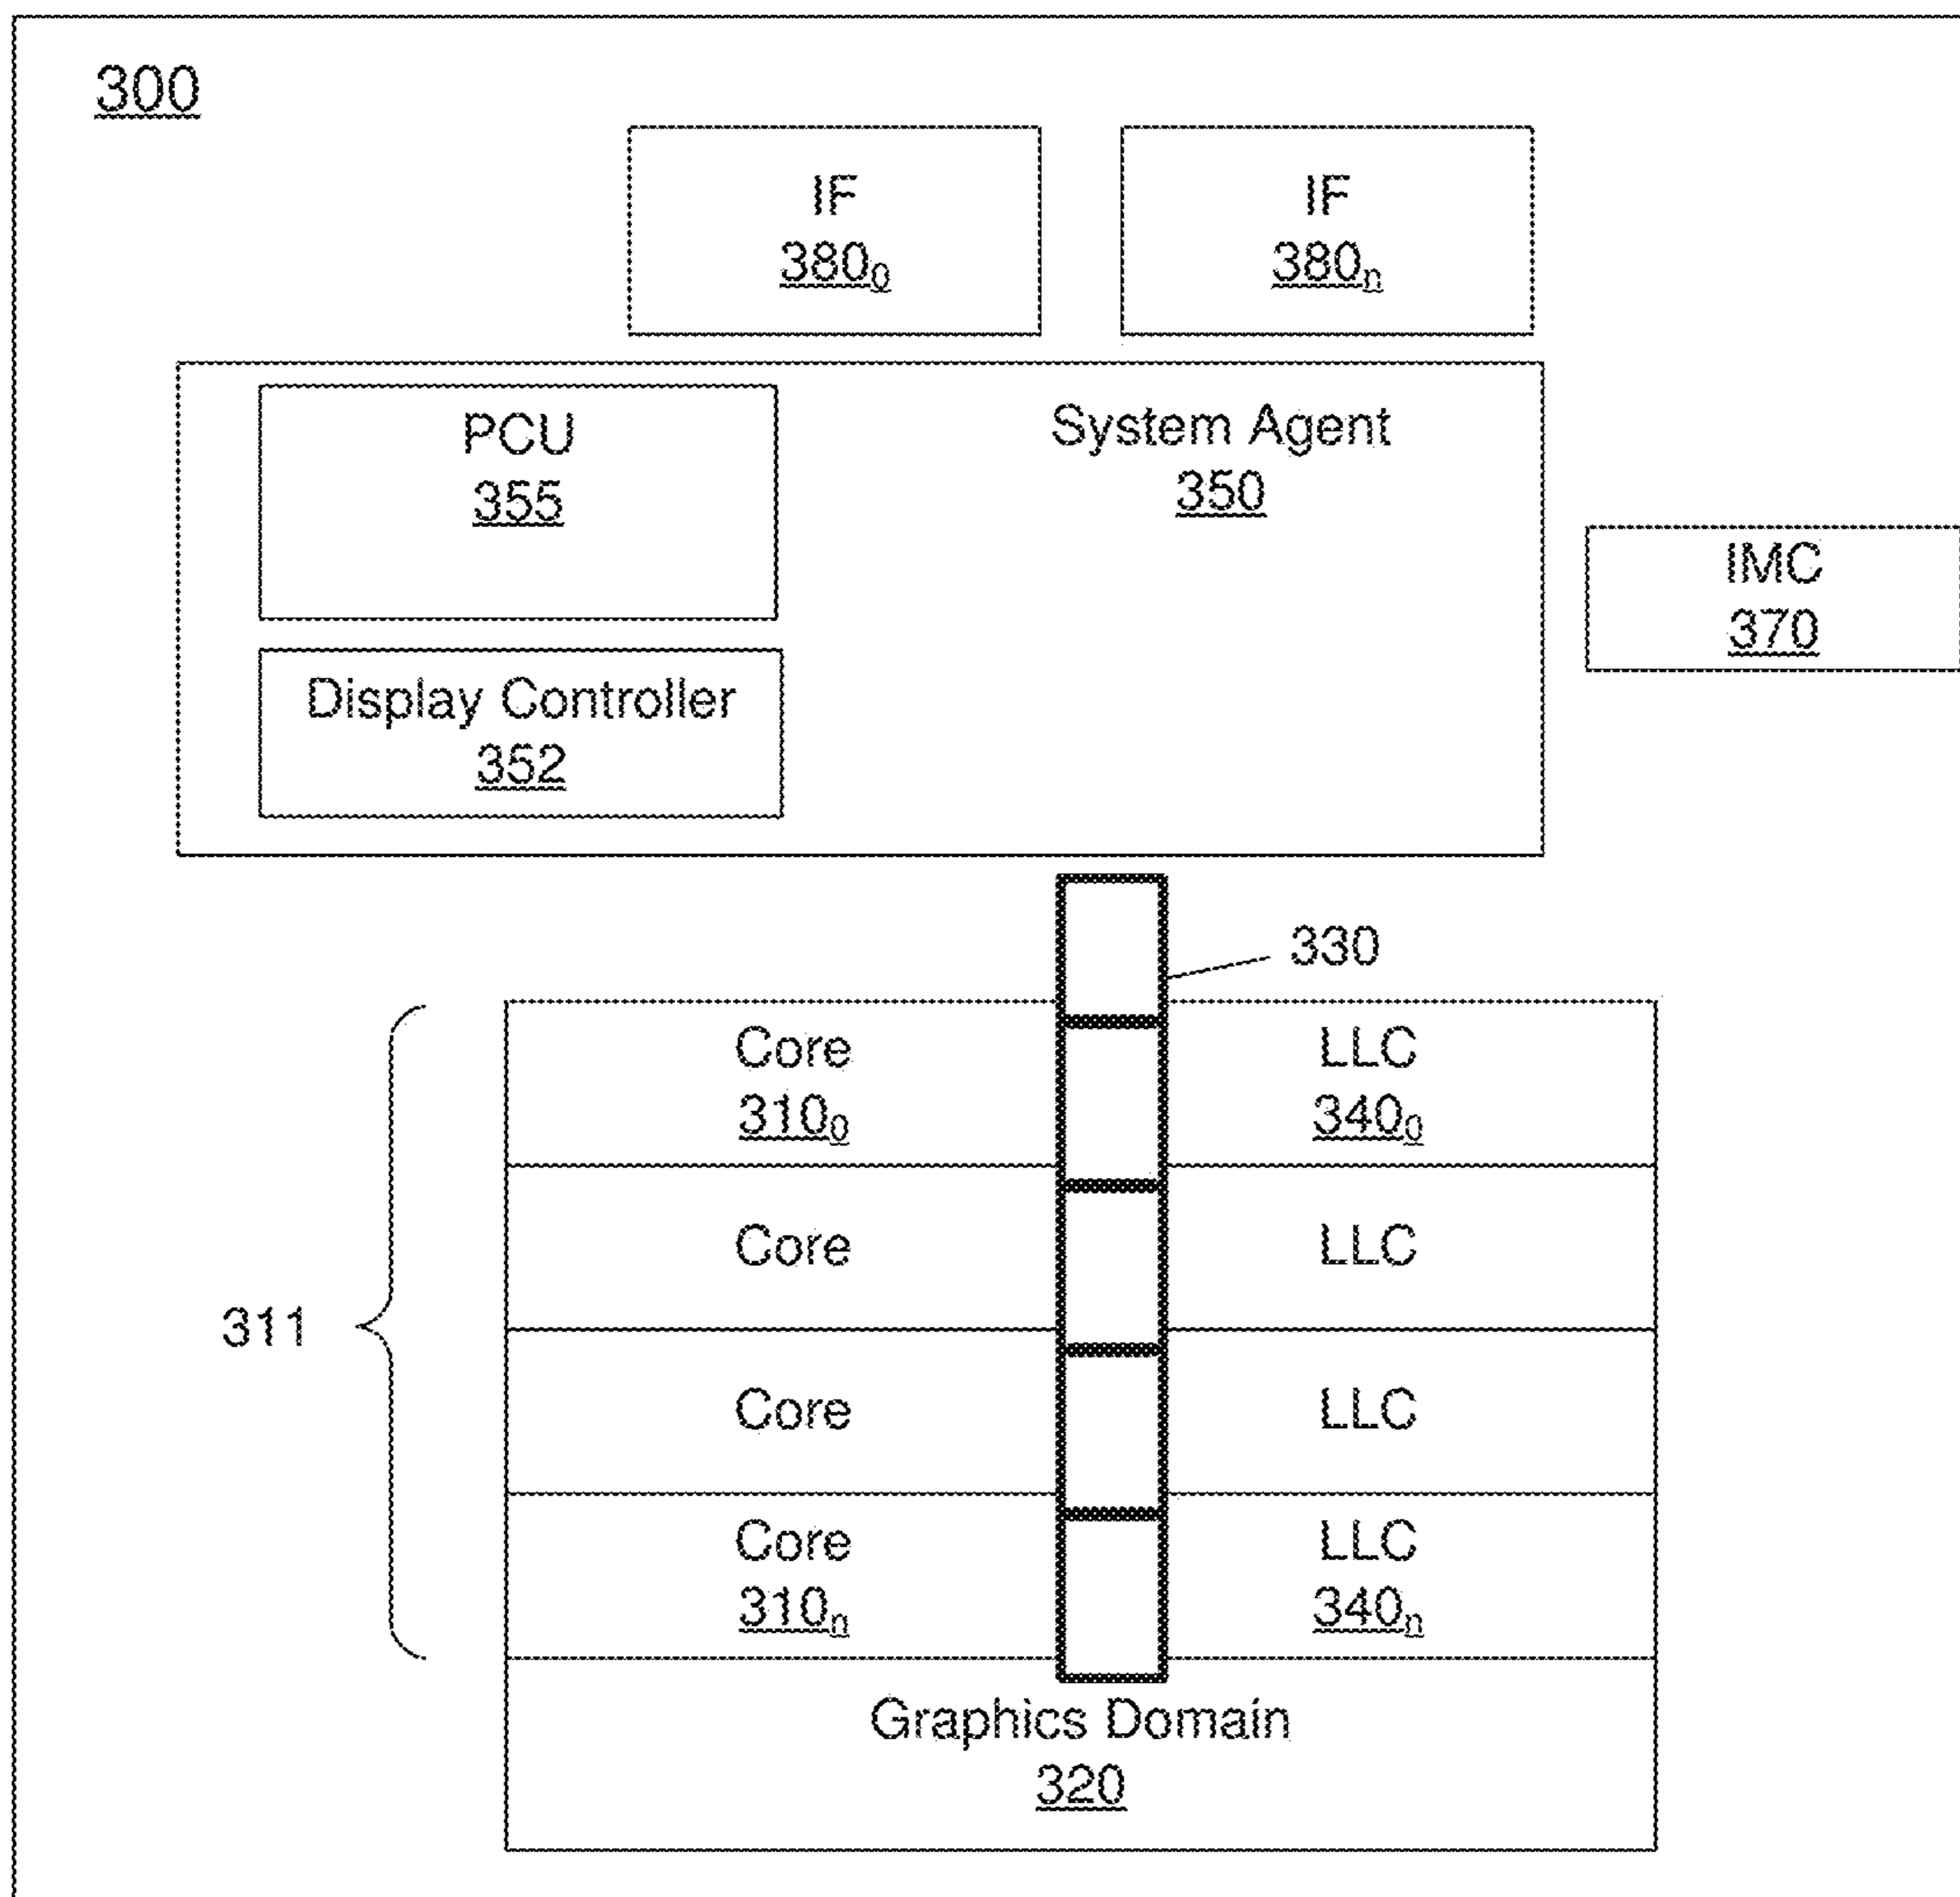 300
IF
380₀
IF
380ₙ
PCU
355
System Agent
350
IMC
370
Display Controller
352
330
311
Core
310₀
LLC
340₀
Core
LLC
Core
LLC
Core
310ₙ
LLC
340ₙ
Graphics Domain
320